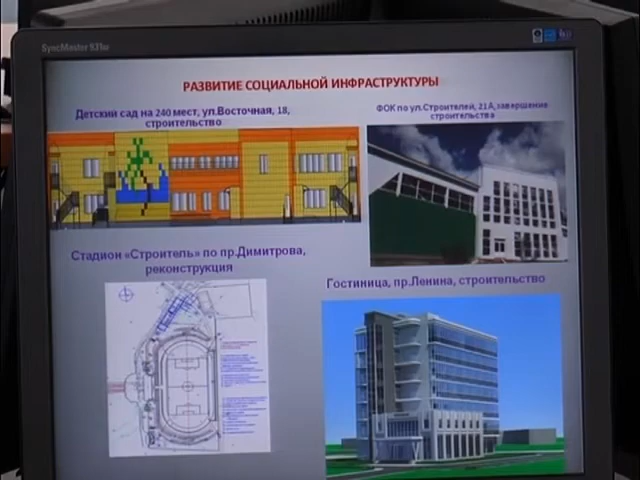 SyncMaster 931w
РАЗВИТИЕ СОЦИАЛЬНОЙ ИНФРАСТРУКТУРЫ
Детский сад на 240 мест, ул.Восточная, 18,
строительство
ФОК по ул.Строителей, 21А,завершение
строительства
Стадион «Строитель» по пр.Димитрова,
реконструкция
Гостиница, пр.Ленина, строительство